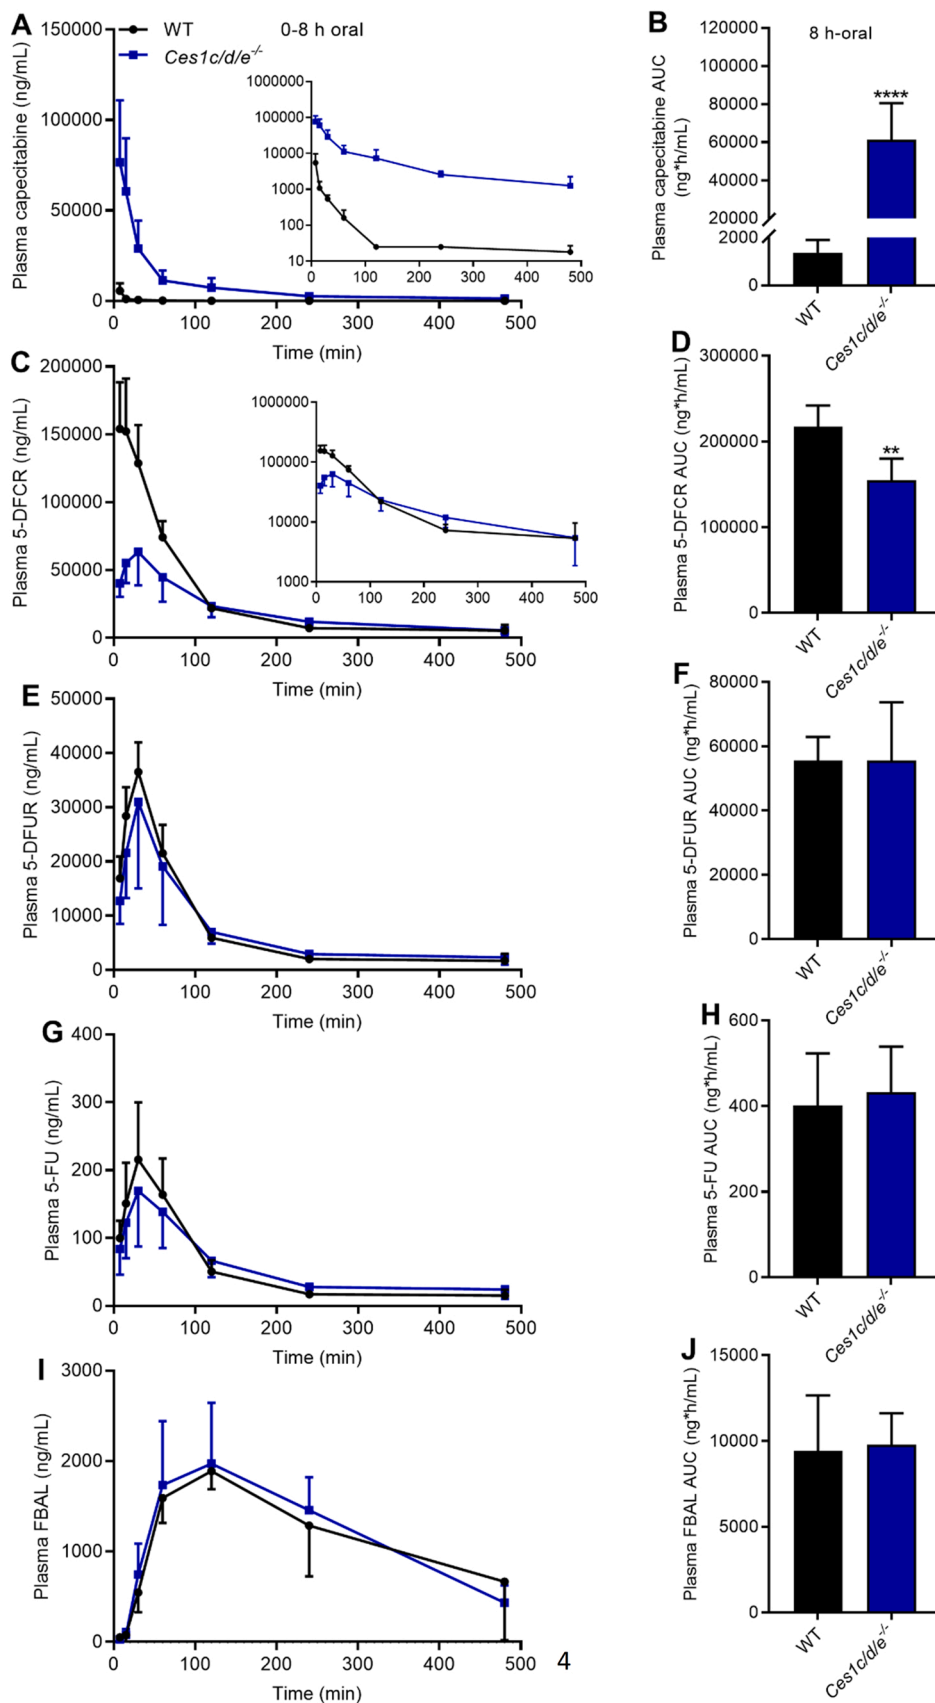 A
WT
Ces1c/d/e-/-
0-8 h oral
Plasma capecitabine (ng/mL)
150000
100000
50000
0
0 100 200 300 400 500
Time (min)
1000000
100000
10000
1000
100
10
0 100 200 300 400 500
B
8 h-oral
Plasma capecitabine AUC
(ng*h/mL)
120000
100000
80000
60000
40000
20000
2000
0
****
WT
Ces1c/d/e-/-
C
Plasma 5-DFCR (ng/mL)
200000
150000
100000
50000
0
0 100 200 300 400 500
Time (min)
1000000
100000
10000
1000
0 100 200 300 400 500
D
Plasma 5-DFCR AUC (ng*h/mL)
300000
200000
100000
0
**
WT
Ces1c/d/e-/-
E
Plasma 5-DFUR (ng/mL)
50000
40000
30000
20000
10000
0
0 100 200 300 400 500
Time (min)
F
Plasma 5-DFUR AUC (ng*h/mL)
80000
60000
40000
20000
0
WT
Ces1c/d/e-/-
G
Plasma 5-FU (ng/mL)
400
300
200
100
0
0 100 200 300 400 500
Time (min)
H
Plasma 5-FU AUC (ng*h/mL)
600
400
200
0
WT
Ces1c/d/e-/-
I
Plasma FBAL (ng/mL)
3000
2000
1000
0
0 100 200 300 400 500
Time (min)
4
J
Plasma FBAL AUC (ng*h/mL)
15000
10000
5000
0
WT
Ces1c/d/e-/-